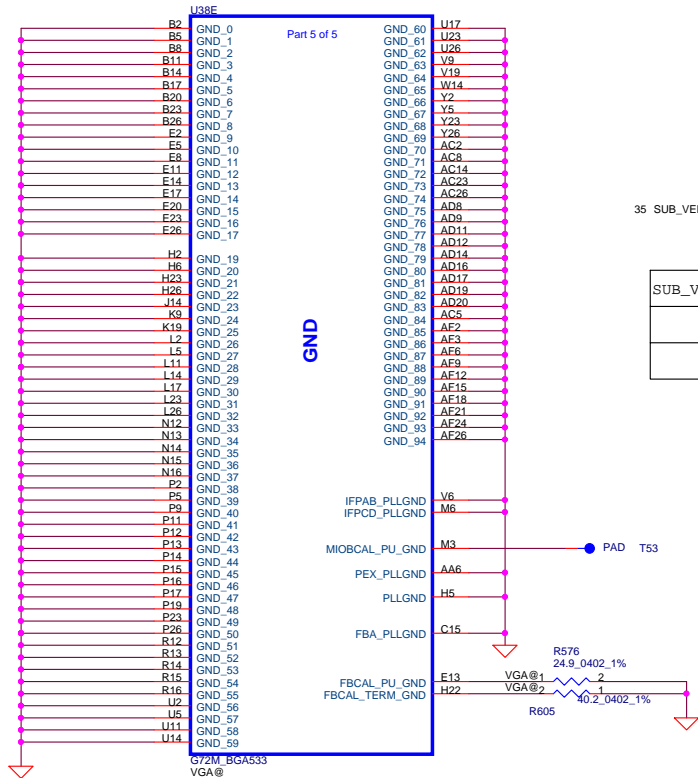 U38E
Part 5 of 5
B2 GND_0
B5 GND_1
B8 GND_2
B11 GND_3
B14 GND_4
B17 GND_5
B20 GND_6
B23 GND_7
B26 GND_8
E2 GND_9
E5 GND_10
E8 GND_11
E11 GND_12
E14 GND_13
E17 GND_14
E20 GND_15
E23 GND_16
E26 GND_17
H2 GND_19
H6 GND_20
H23 GND_21
H26 GND_22
J14 GND_23
K9 GND_24
K19 GND_25
L2 GND_26
L5 GND_27
L11 GND_28
L14 GND_29
L17 GND_30
L23 GND_31
L26 GND_32
N12 GND_33
N13 GND_34
N14 GND_35
N15 GND_36
N16 GND_37
P2 GND_38
P5 GND_39
P9 GND_40
P11 GND_41
P12 GND_42
P13 GND_43
P14 GND_44
P15 GND_45
P16 GND_46
P17 GND_47
P19 GND_48
P23 GND_49
P26 GND_50
R12 GND_51
R13 GND_52
R14 GND_53
R15 GND_54
R16 GND_55
U2 GND_56
U5 GND_57
U11 GND_58
U14 GND_59
GND
GND_60 U17
GND_61 U23
GND_62 U26
GND_63 V9
GND_64 V19
GND_65 W14
GND_66 Y2
GND_67 Y5
GND_68 Y23
GND_69 Y26
GND_70 AC2
GND_71 AC8
GND_72 AC14
GND_73 AC23
GND_74 AC26
GND_75 AD8
GND_76 AD9
GND_77 AD11
GND_78 AD12
GND_79 AD14
GND_80 AD16
GND_81 AD17
GND_82 AD19
GND_83 AD20
GND_84 AC5
GND_85 AF2
GND_86 AF3
GND_87 AF6
GND_88 AF9
GND_89 AF12
GND_90 AF15
GND_91 AF18
GND_92 AF21
GND_93 AF24
GND_94 AF26
IFPAB_PLLGND V6
IFPCD_PLLGND M6
MIOBCAL_PU_GND M3 PAD T53
PEX_PLLGND AA6
PLLGND H5
FBA_PLLGND C15
R576
24.9_0402_1%
FBCAL_PU_GND E13 VGA@ 1 2
FBCAL_TERM_GND H22 VGA@ 2 1
40.2_0402_1%
R605
G72M_BGA533
VGA@
35 SUB_VE
SUB_V